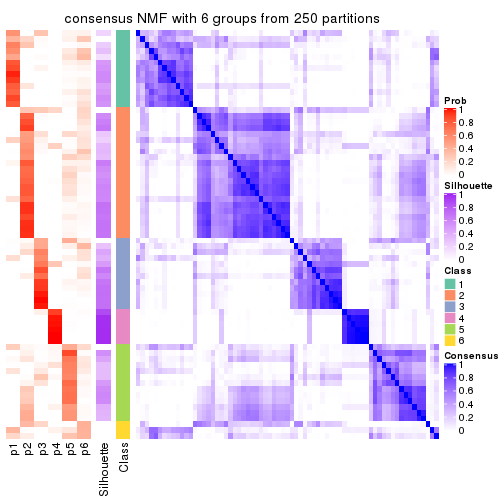 consensus NMF with 6 groups from 250 partitions
Prob
1
0.8
0.6
0.4
0.2
0
Silhouette
1
0.8
0.6
0.4
0.2
0
Class
1
2
3
4
5
6
Consensus
1
0.8
0.6
0.4
0.2
0
p1
p2
p3
p4
p5
p6
Silhouette
Class